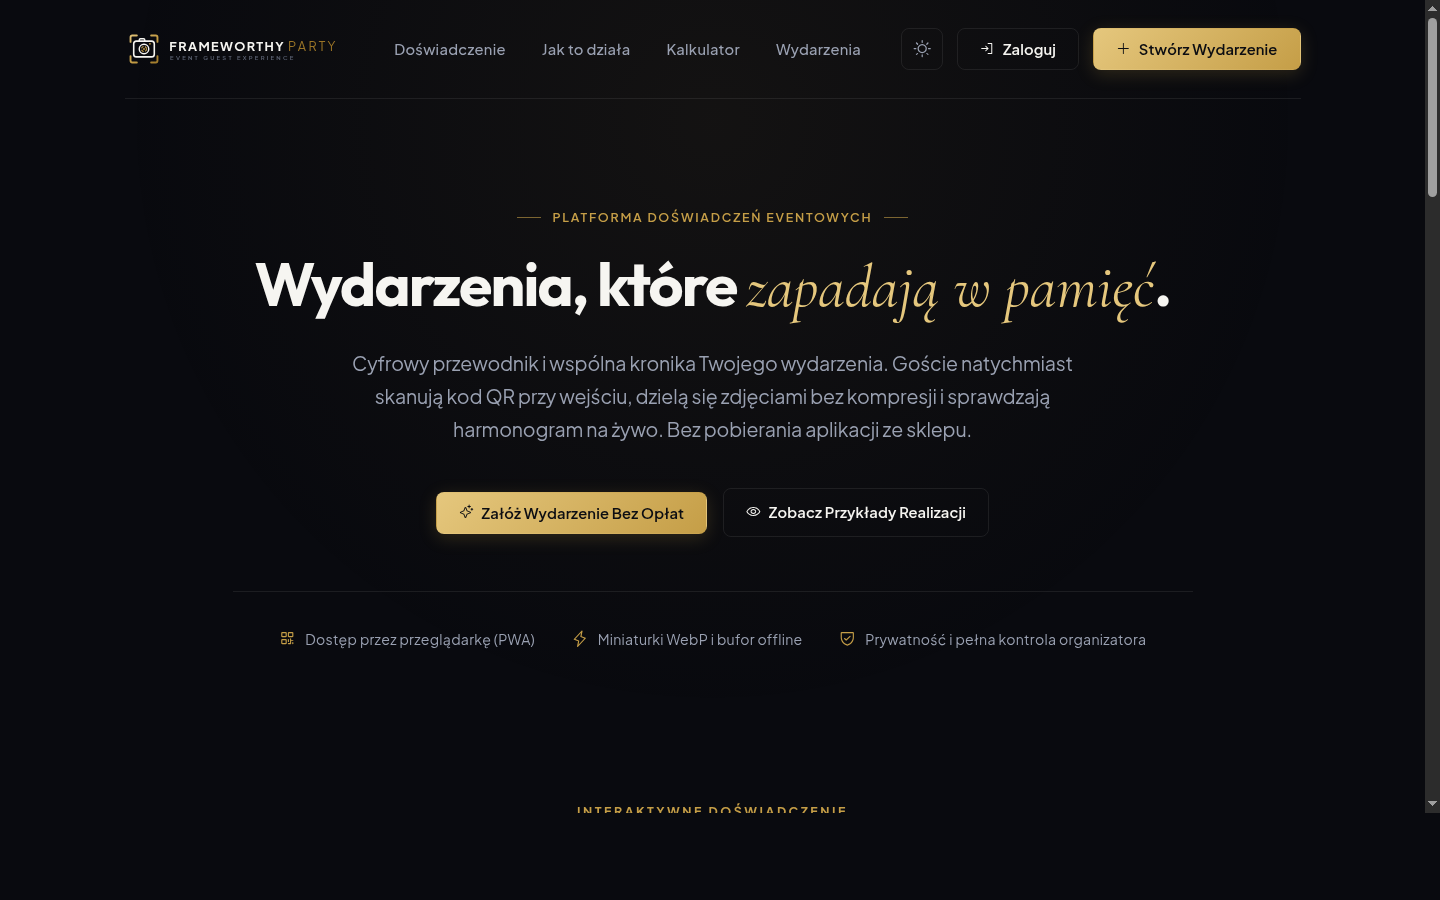 FRAMEWORTHY PARTY
EVENT GUEST EXPERIENCE
Doświadczenie
Jak to działa
Kalkulator
Wydarzenia
Zaloguj
Stwórz Wydarzenie
PLATFORMA DOŚWIADCZEŃ EVENTOWYCH
Wydarzenia, które zapadają w pamięć.
Cyfrowy przewodnik i wspólna kronika Twojego wydarzenia. Goście natychmiast
skanują kod QR przy wejściu, dzielą się zdjęciami bez kompresji i sprawdzają
harmonogram na żywo. Bez pobierania aplikacji ze sklepu.
Załóż Wydarzenie Bez Opłat
Zobacz Przykłady Realizacji
Dostęp przez przeglądarkę (PWA)
Miniaturki WebP i bufor offline
Prywatność i pełna kontrola organizatora
INTERAKTYWNE DOŚWIADCZENIE